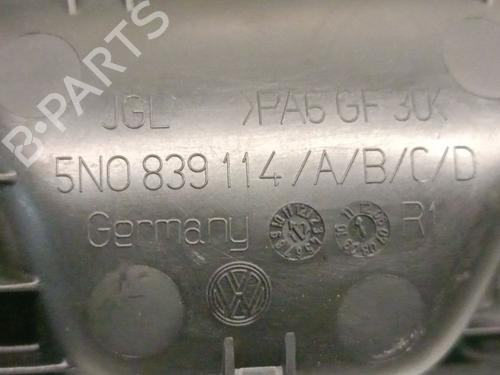 B-PARTS
JGL >PA6 GF 30<
5N0 839 114 /A/B/C/D
Germany R1